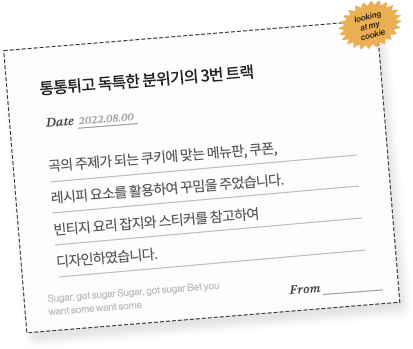 looking
at my
cookie
통통튀고 독특한 분위기의 3번 트랙
Date 2022.08.00
곡의 주제가 되는 쿠키에 맞는 메뉴판, 쿠폰,
레시피 요소를 활용하여 꾸밈을 주었습니다.
빈티지 요리 잡지와 스티커를 참고하여
디자인하였습니다.
Sugar, got sugar Sugar, got sugar Bet you
want some want some
From